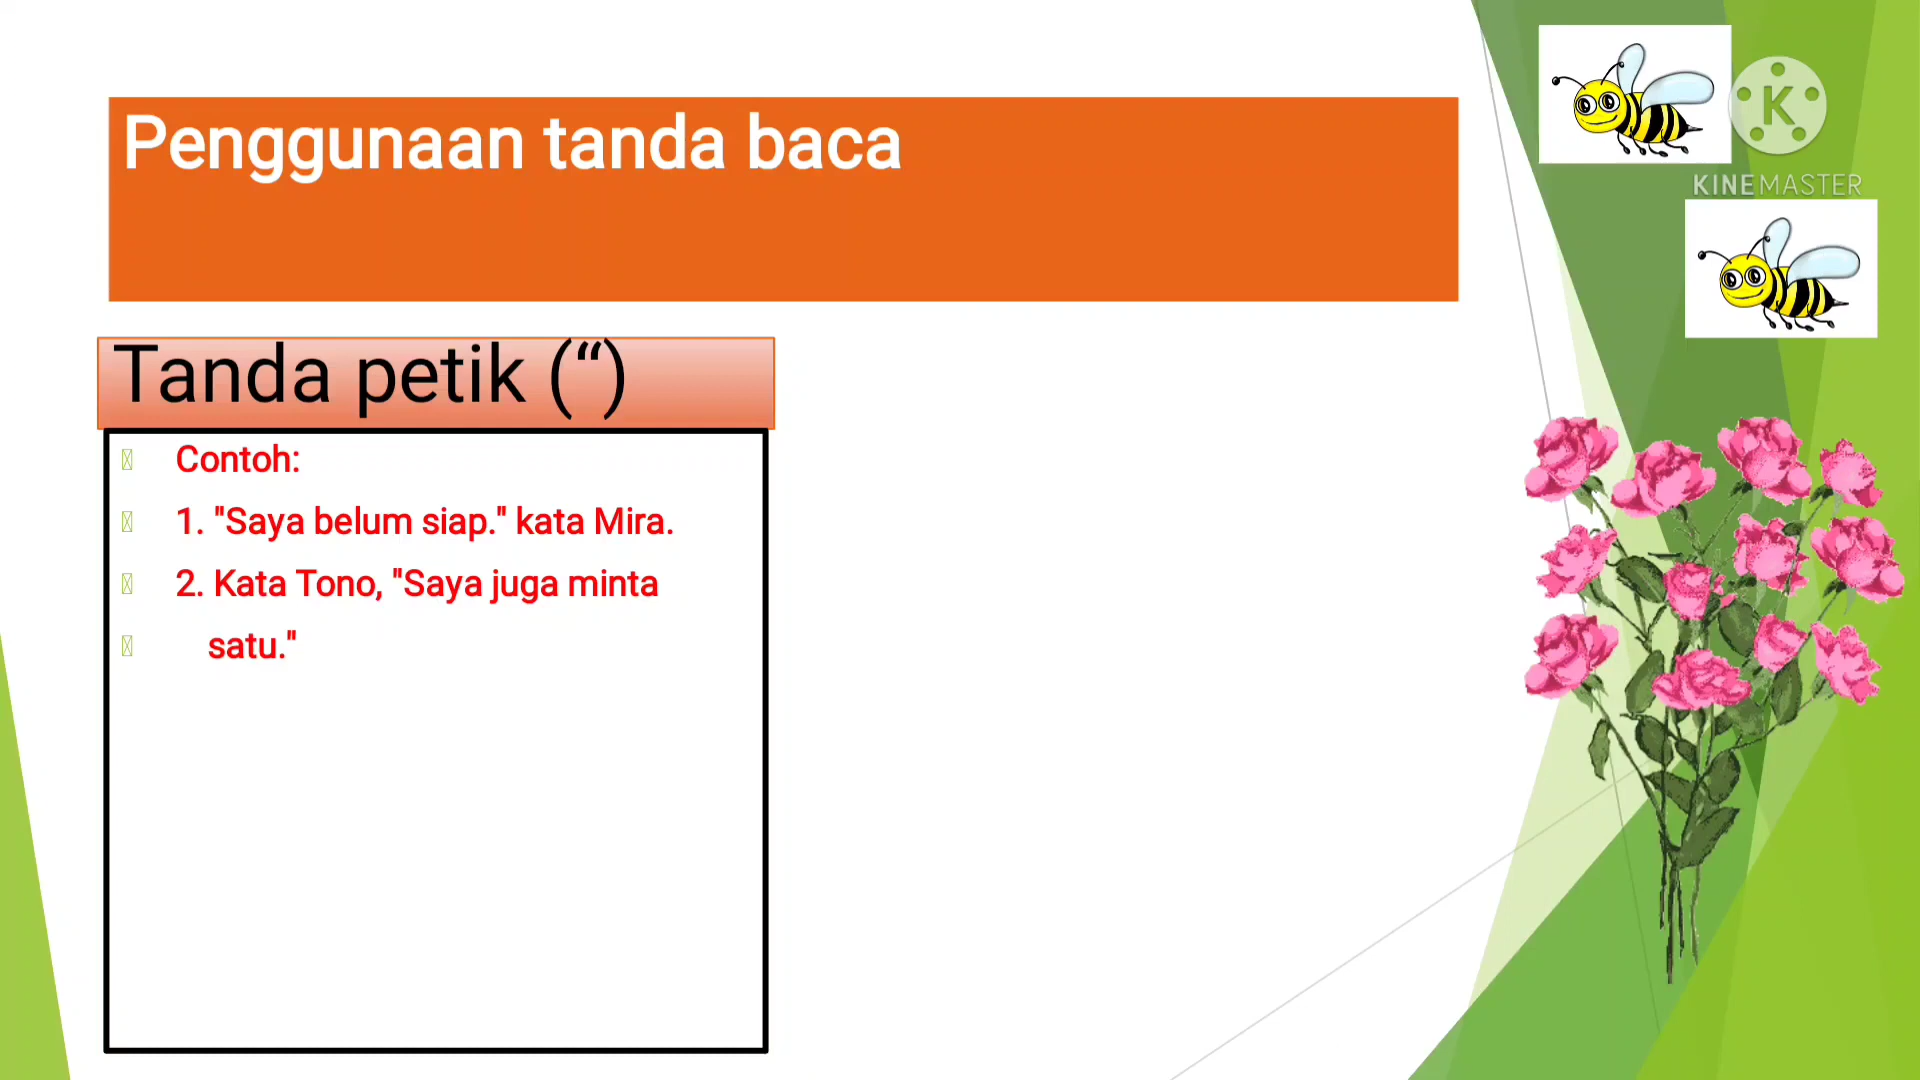 Penggunaan tanda baca
K
KINEMASTER
Tanda petik (“)
Contoh:
1. "Saya belum siap." kata Mira.
2. Kata Tono, "Saya juga minta
satu."